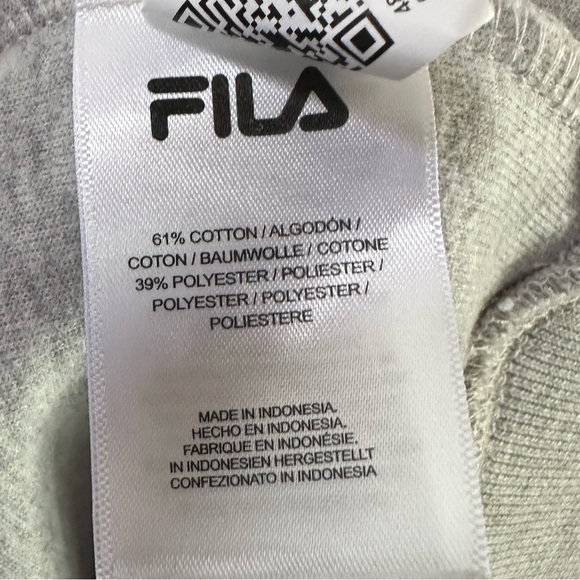 FILA
61% COTTON / ALGODÓN /
COTON / BAUMWOLLE / COTONE
39% POLYESTER / POLIESTER /
POLYESTER / POLYESTER /
POLIESTERE
MADE IN INDONESIA.
HECHO EN INDONESIA.
FABRIQUE EN INDONÉSIE.
IN INDONESIEN HERGESTELLT
CONFEZIONATO IN INDONESIA